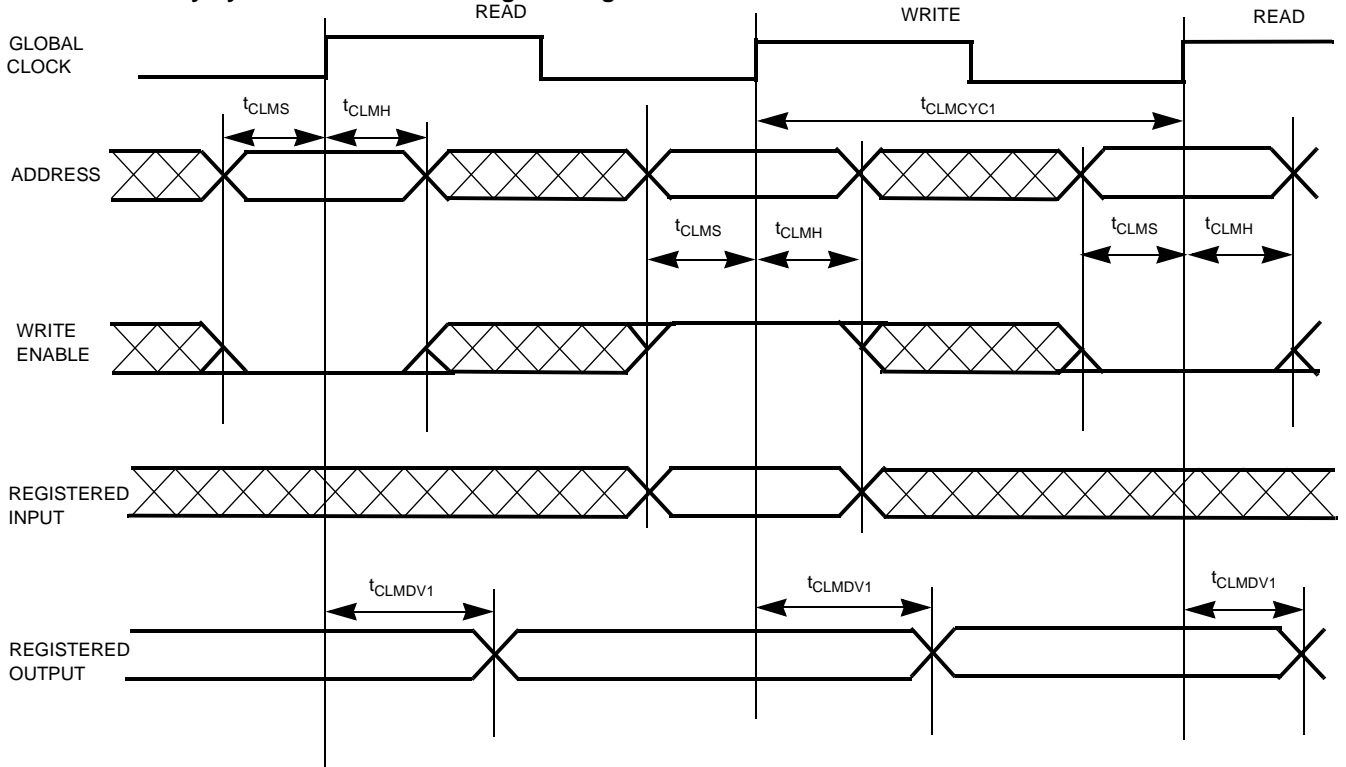 READ
WRITE
READ
GLOBAL
CLOCK
tCLMS
tCLMH
tCLMCYC1
ADDRESS
tCLMS
tCLMH
tCLMS
tCLMH
WRITE
ENABLE
REGISTERED
INPUT
tCLMDV1
tCLMDV1
tCLMDV1
REGISTERED
OUTPUT